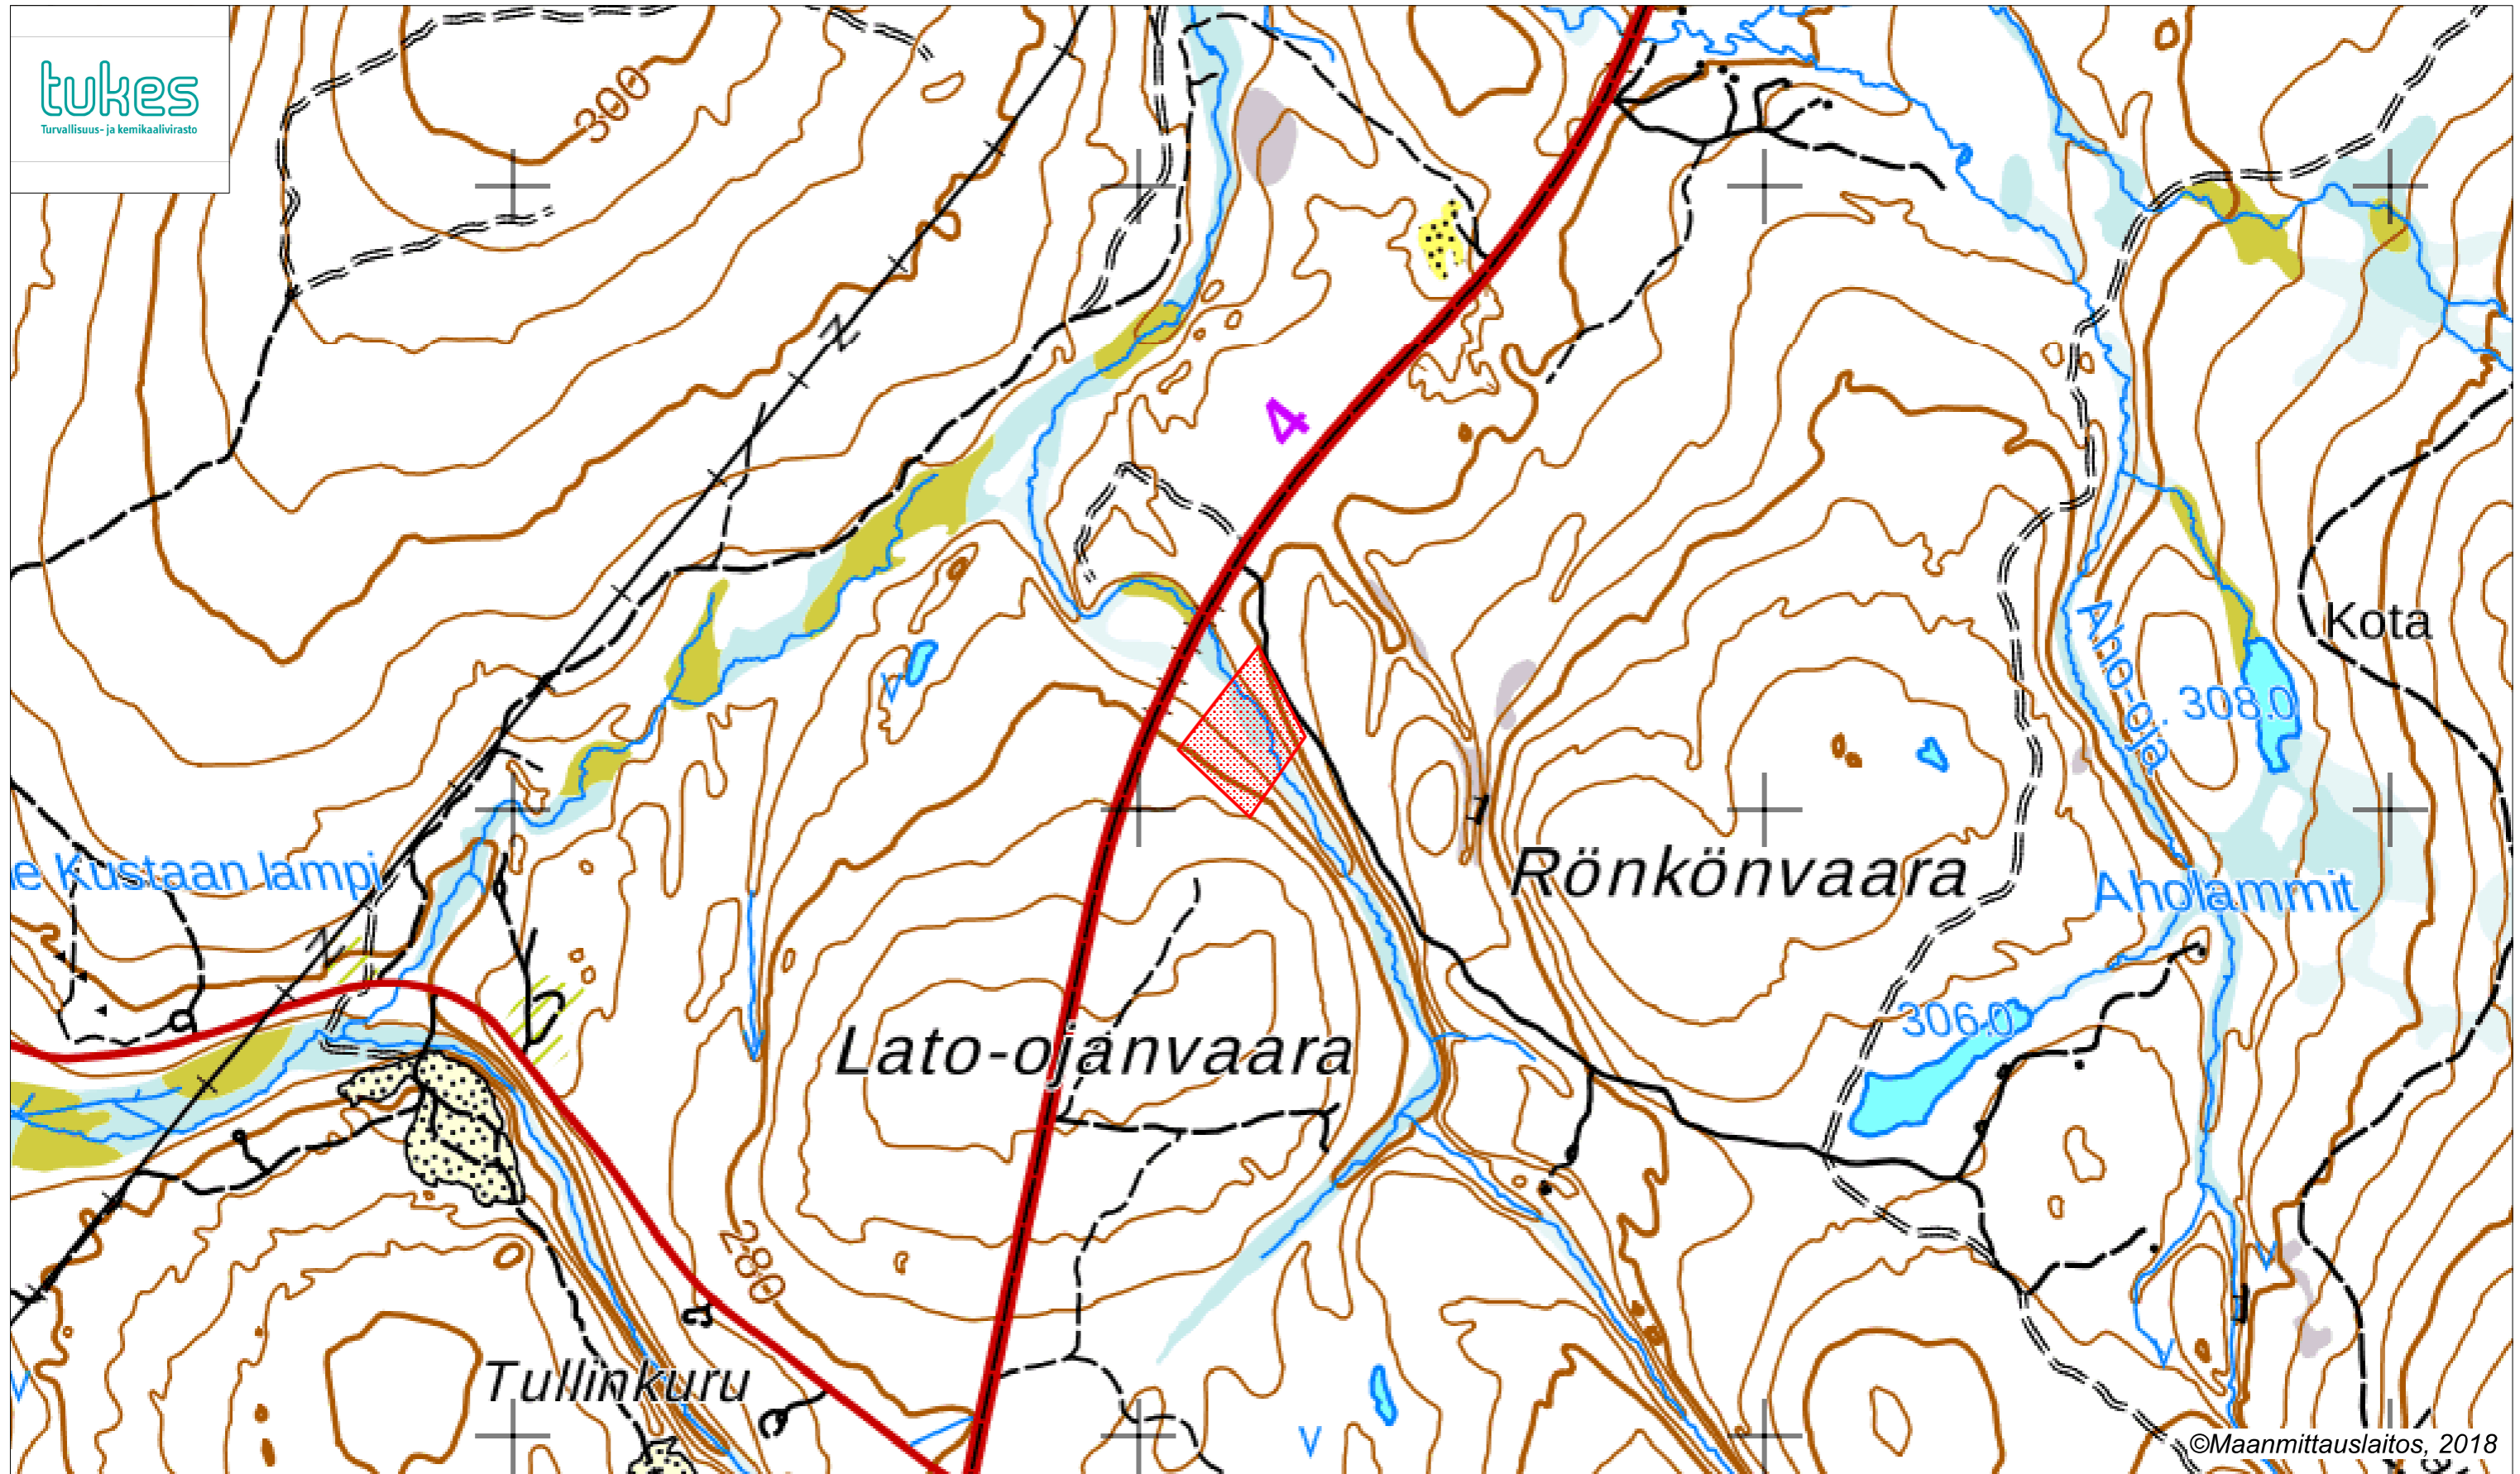 tukes
Turvallisuus- ja kemikaalivirasto
300
4
Kota
Aho-oja
308.0
Rönkönvaara
e Kustaan lampi
Aholammit
306.0
Lato-ojanvaara
280
Tullinkuru
©Maanmittauslaitos, 2018